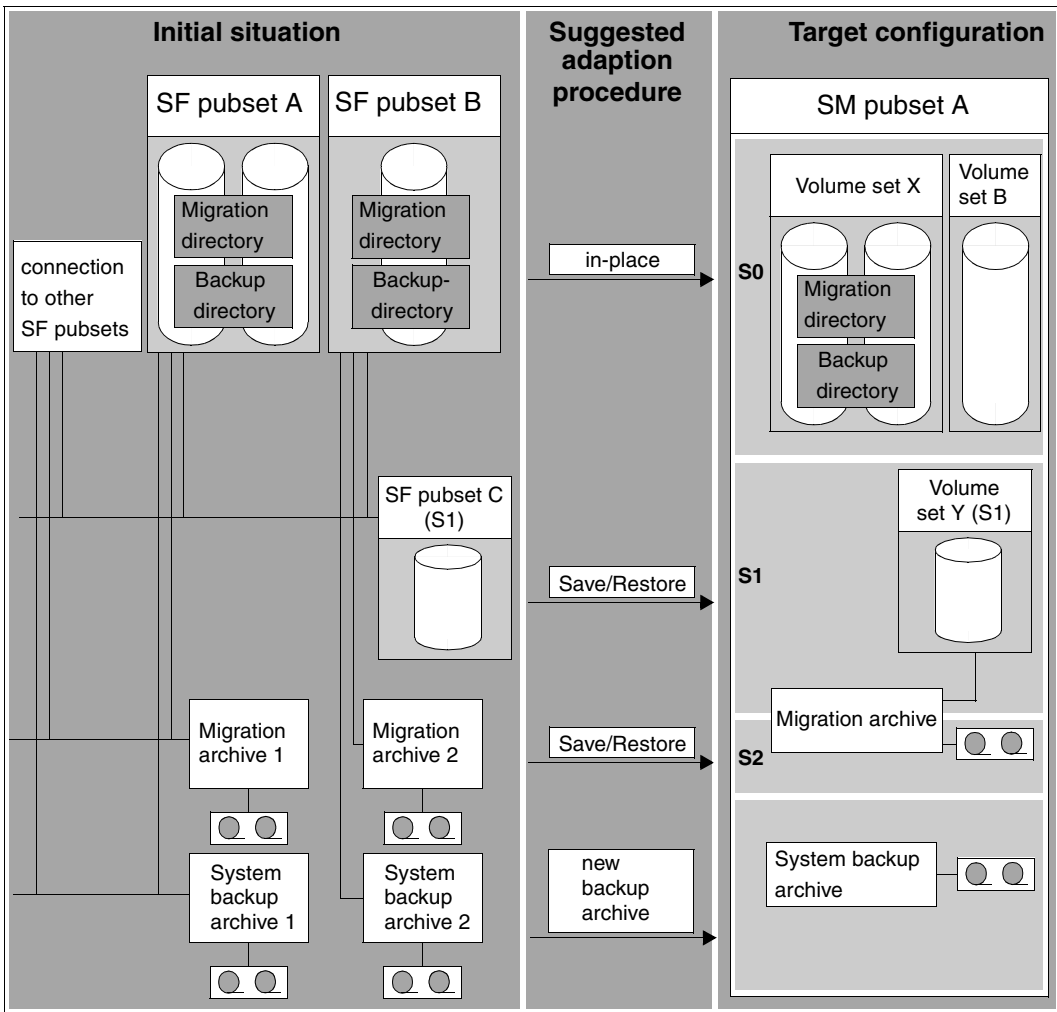 Initial situation
Suggested
adaption
procedure
Target configuration
SF pubset A
SF pubset B
Migration
directory
Backup
directory
Migration
directory
Backup-
directory
connection
to other
SF pubsets
SF pubset C
(S1)
Migration
archive 1
Migration
archive 2
System
backup
archive 1
System
backup
archive 2
in-place
Save/Restore
Save/Restore
new
backup
archive
SM pubset A
Volume set X
Volume
set B
S0
Migration
directory
Backup
directory
Volume
set Y (S1)
S1
Migration archive
S2
System backup
archive